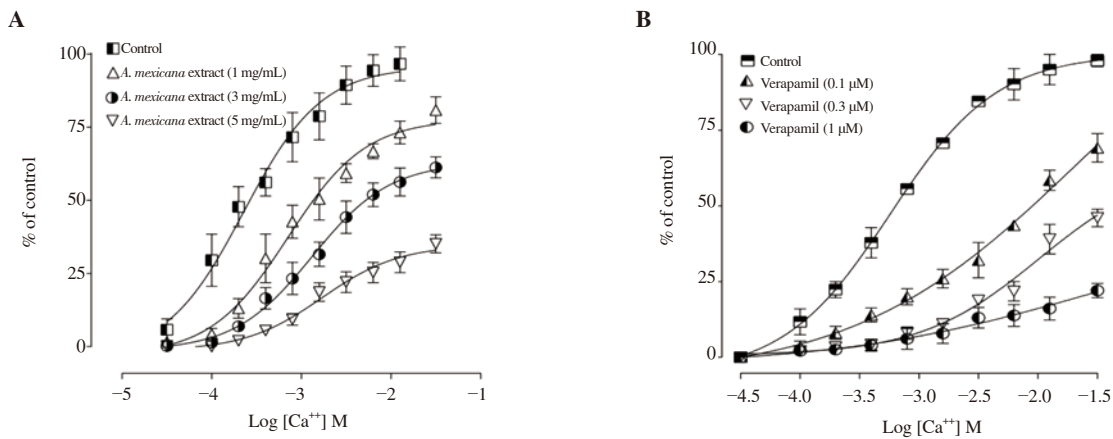 A
% of control
100
75
50
25
0
Control
A. mexicana extract (1 mg/mL)
A. mexicana extract (3 mg/mL)
A. mexicana extract (5 mg/mL)
−5
−4
−3
−2
−1
Log [Ca⁺⁺] M
B
% of control
100
75
50
25
0
Control
Verapamil (0.1 μM)
Verapamil (0.3 μM)
Verapamil (1 μM)
−4.5
−4.0
−3.5
−3.0
−2.5
−2.0
−1.5
Log [Ca⁺⁺] M